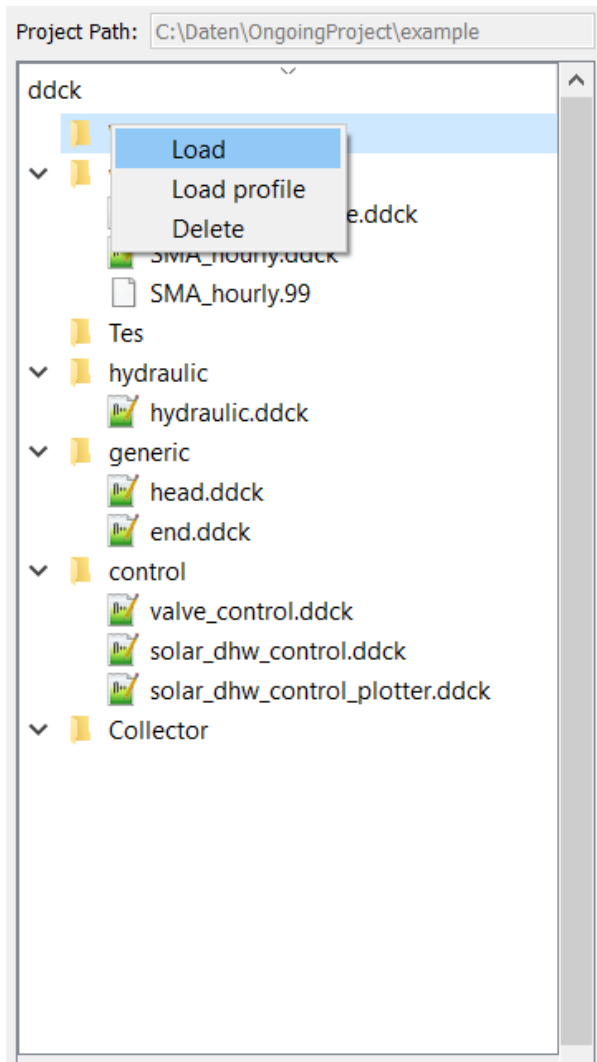 Project Path: C:\Daten\OngoingProject\example
ddck
Load
Load profile
Delete
e.ddck
SMA_hourly.ddck
SMA_hourly.99
Tes
hydraulic
hydraulic.ddck
generic
head.ddck
end.ddck
control
valve_control.ddck
solar_dhw_control.ddck
solar_dhw_control_plotter.ddck
Collector